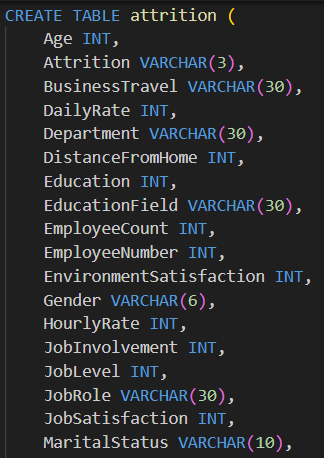 CREATE TABLE attrition (
    Age INT,
    Attrition VARCHAR(3),
    BusinessTravel VARCHAR(30),
    DailyRate INT,
    Department VARCHAR(30),
    DistanceFromHome INT,
    Education INT,
    EducationField VARCHAR(30),
    EmployeeCount INT,
    EmployeeNumber INT,
    EnvironmentSatisfaction INT,
    Gender VARCHAR(6),
    HourlyRate INT,
    JobInvolvement INT,
    JobLevel INT,
    JobRole VARCHAR(30),
    JobSatisfaction INT,
    MaritalStatus VARCHAR(10),